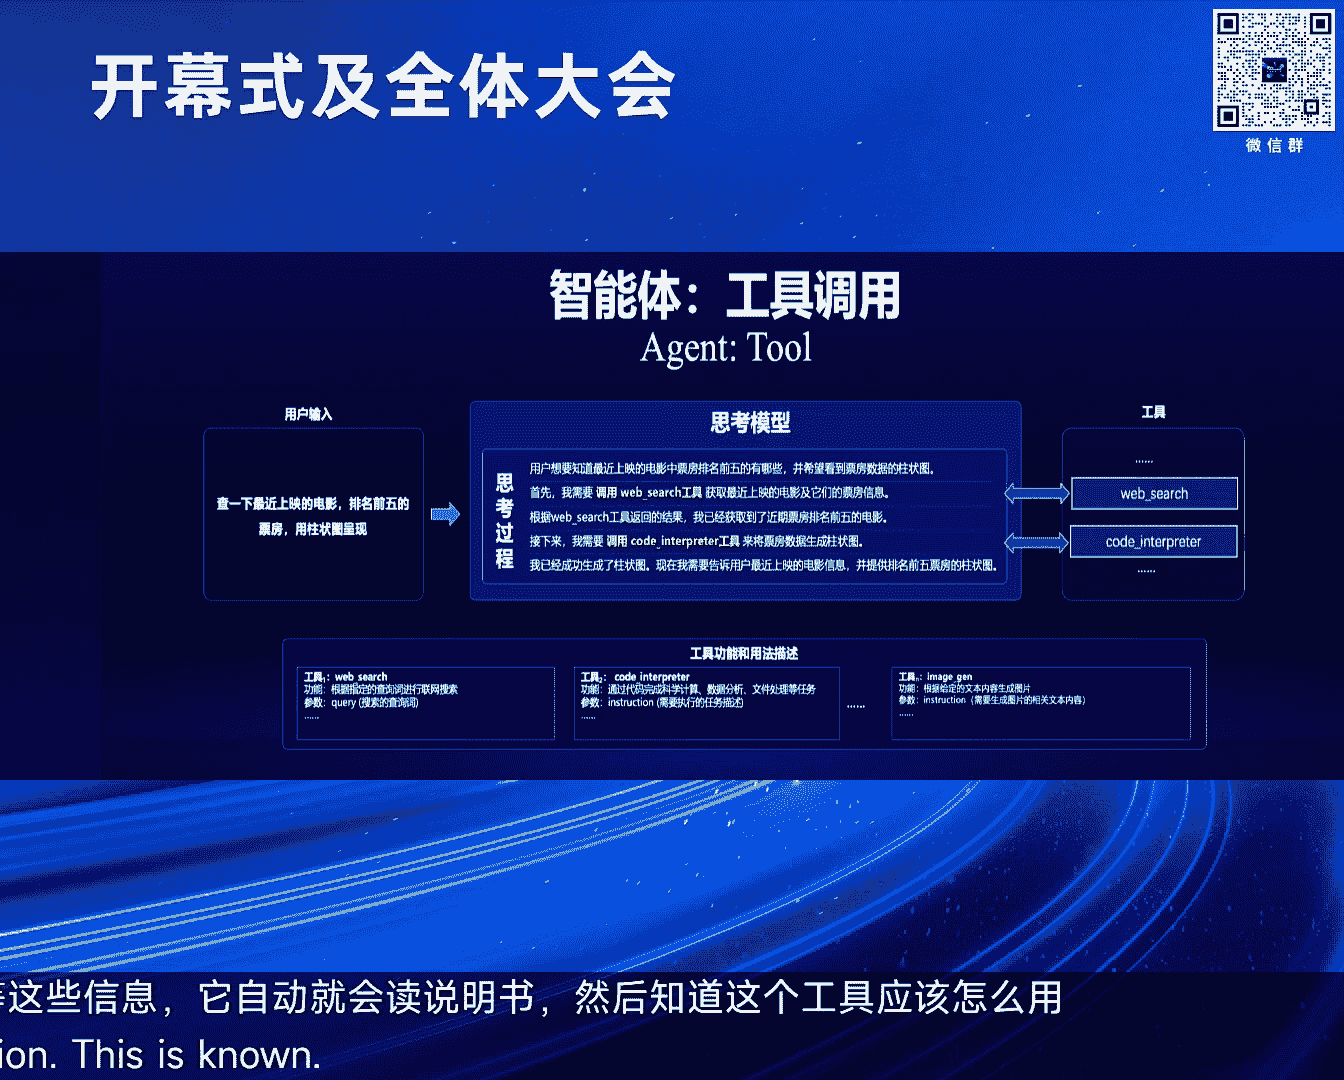 开幕式及全体大会
微信群
智能体：工具调用
Agent: Tool
用户输入
查一下最近上映的电影，排名前五的
票房，用柱状图呈现
思考模型
思考过程
用户想要知道最近上映的电影中票房排名前五的有哪些，并希望看到票房数据的柱状图。
首先，我需要 调用 web_search工具 获取最近上映的电影及它们的票房信息。
根据web_search工具返回的结果，我已经获取到了近期票房排名前五的电影。
接下来，我需要 调用 code_interpreter工具 来将票房数据生成柱状图。
我已经成功生成了柱状图。现在我需要告诉用户最近上映的电影信息，并提供排名前五票房的柱状图。
工具
......
web_search
code_interpreter
......
工具功能和用法描述
工具1：web_search
功能：根据指定的查询词进行联网搜索
参数：query (搜索的查询词)
......
工具2：code interpreter
功能：通过代码完成科学计算、数据分析、文件处理等任务
参数：instruction (需要执行的任务描述)
......
......
工具n：image_gen
功能：根据给定的文本内容生成图片
参数：instruction（需要生成图片的相关文本内容）
......
等这些信息，它自动就会读说明书，然后知道这个工具应该怎么用
ion. This is known.